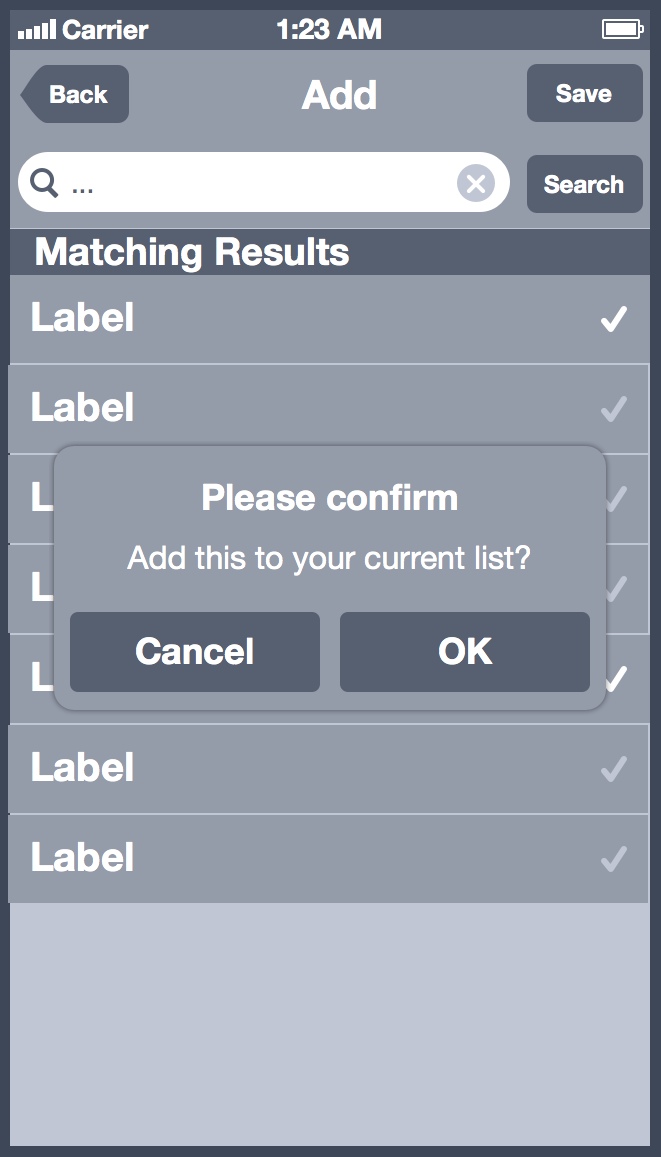 Carrier 1:23 AM
Back Add Save
... Search
Matching Results
Label
Label
L
Please confirm
Add this to your current list?
L
Cancel OK
L
Label
Label